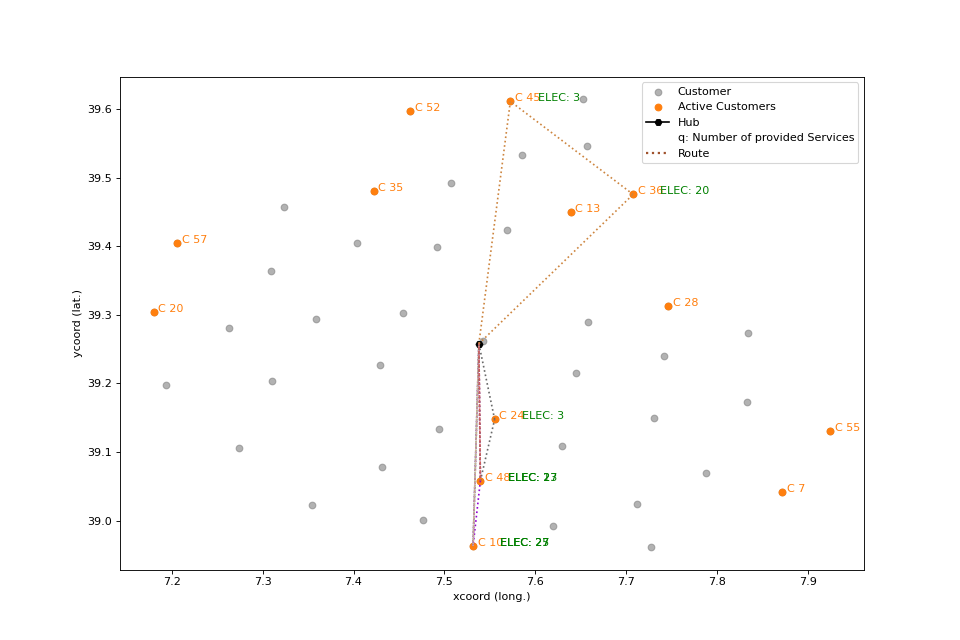 Customer
Active Customers
Hub
q: Number of provided Services
Route
C 45
ELEC: 3
C 52
C 35
C 36
ELEC: 20
C 13
C 57
C 20
C 28
C 24
ELEC: 3
C 55
C 48
ELEC:
C 7
C 10
ELEC:
39.6
39.5
39.4
39.3
39.2
39.1
39.0
7.2
7.3
7.4
7.5
7.6
7.7
7.8
7.9
xcoord (long.)
ycoord (lat.)